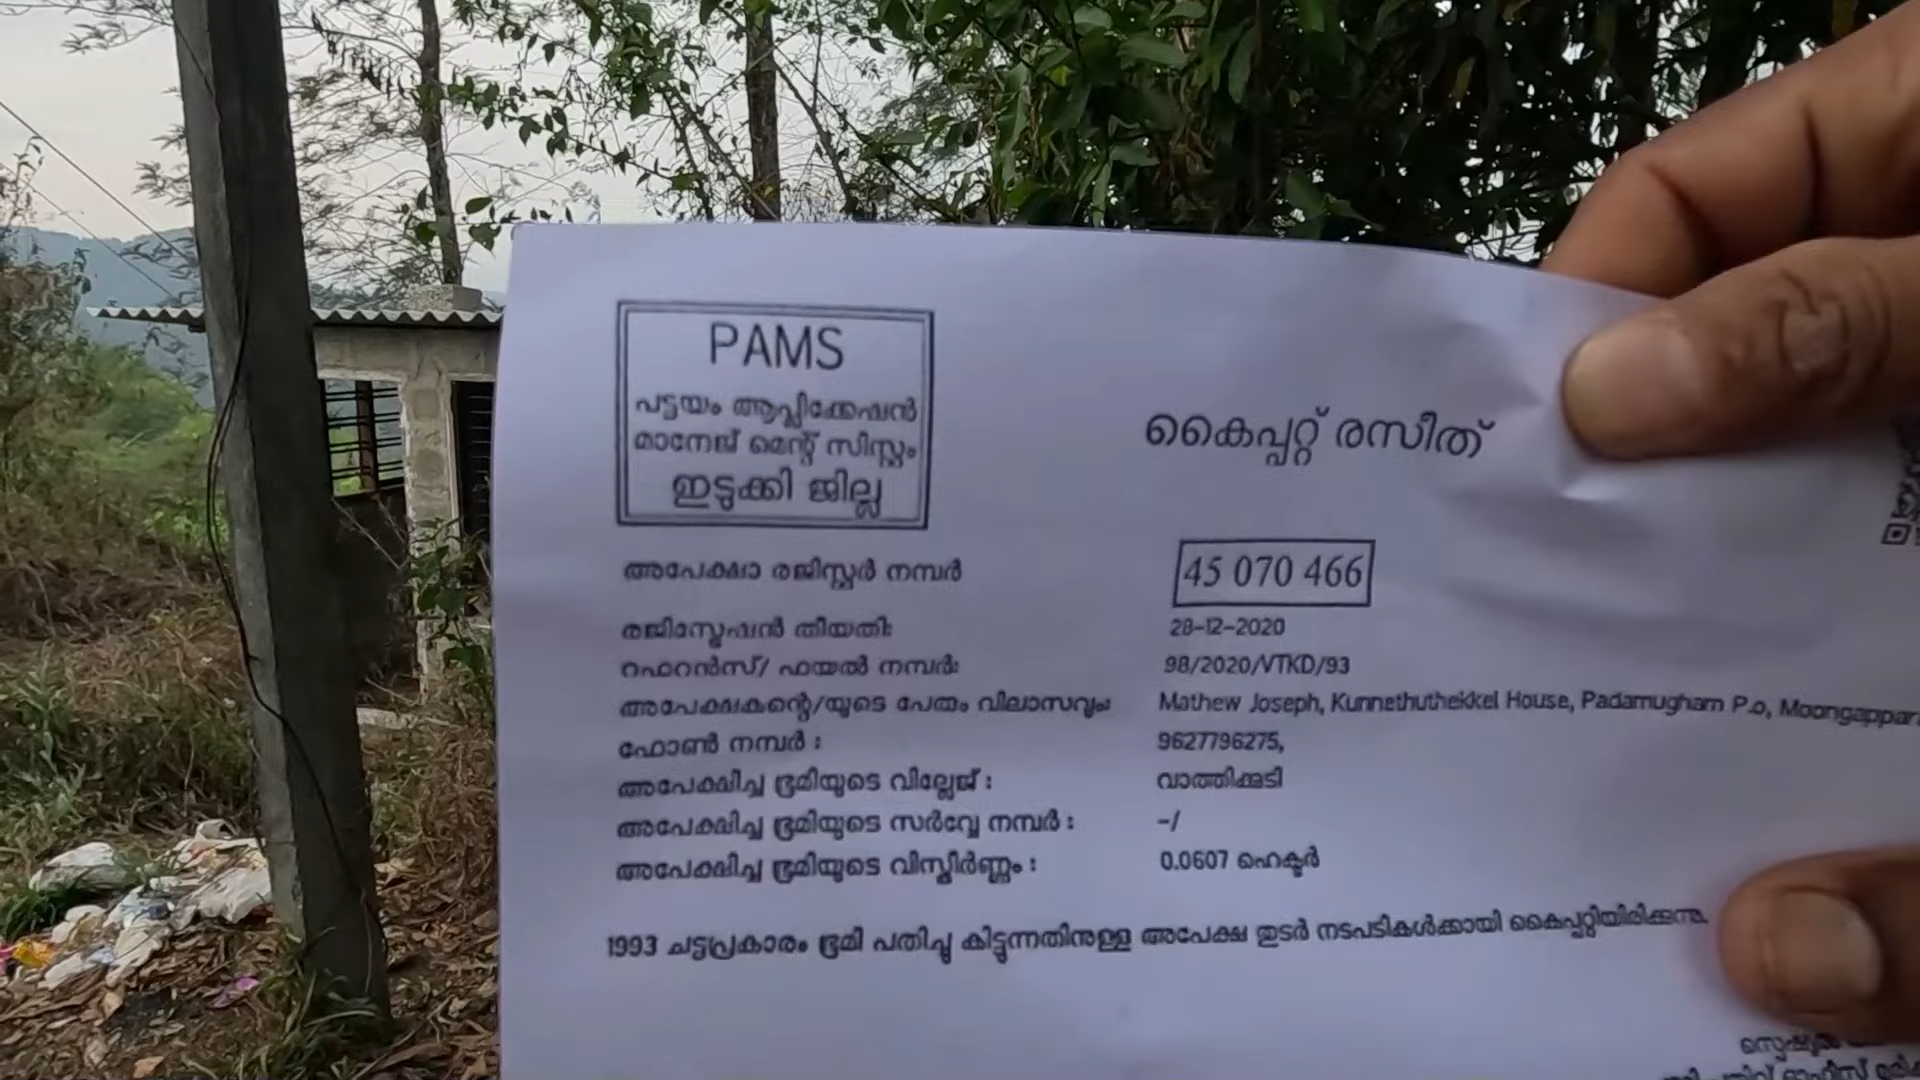 PAMS
പട്ടയം ആപ്ലിക്കേഷൻ
മാനേജ് മെന്റ് സിസ്റ്റം
ഇടുക്കി ജില്ല
കൈപ്പറ്റ് രസീത്
അപേക്ഷാ രജിസ്റ്റർ നമ്പർ 45 070 466
രജിസ്ട്രേഷൻ തീയതി: 28-12-2020
റഫറൻസ്/ ഫയൽ നമ്പർ: 98/2020/VTKD/93
അപേക്ഷകന്റെ/യുടെ പേരും വിലാസവും: Mathew Joseph, Kunnethuthekkel House, Padamugham P.o,
ഫോൺ നമ്പർ : 9627796275,
അപേക്ഷിച്ച ഭൂമിയുടെ വില്ലേജ് : വാത്തിക്കുടി
അപേക്ഷിച്ച ഭൂമിയുടെ സർവ്വേ നമ്പർ : -/
അപേക്ഷിച്ച ഭൂമിയുടെ വിസ്തീർണ്ണം : 0.0607 ഹെക്ടർ
1993 ചട്ടപ്രകാരം ഭൂമി പതിച്ചു കിട്ടുന്നതിനുള്ള അപേക്ഷ തുടർ നടപടികൾക്കായി കൈപ്പറ്റിയിരിക്കുന്നു.